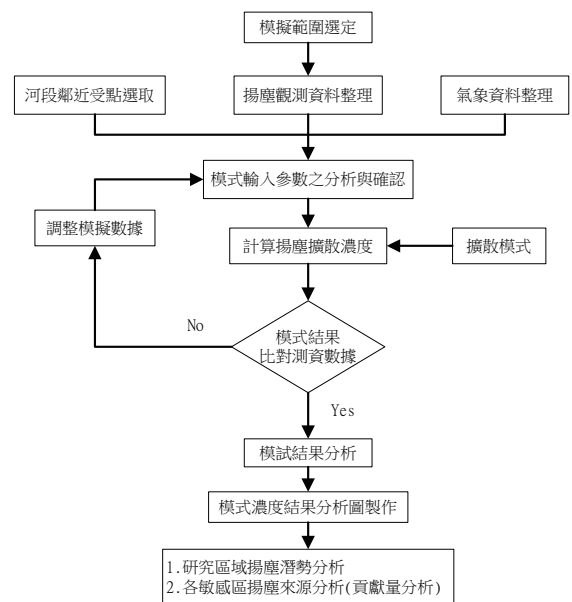 模擬範圍選定
河段鄰近受點選取
揚塵觀測資料整理
氣象資料整理
模式輸入參數之分析與確認
調整模擬數據
計算揚塵擴散濃度
擴散模式
No
模式結果
比對測資數據
Yes
模試結果分析
模式濃度結果分析圖製作
1.研究區域揚塵潛勢分析
2.各敏感區揚塵來源分析(貢獻量分析)